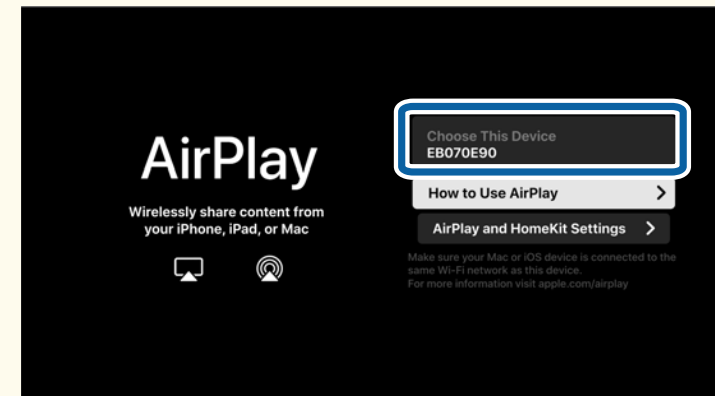 AirPlay
Wirelessly share content from
your iPhone, iPad, or Mac
Choose This Device
EB070E90
How to Use AirPlay
AirPlay and HomeKit Settings
Make sure your Mac or iOS device is connected to the
same Wi-Fi network as this device.
For more information visit apple.com/airplay